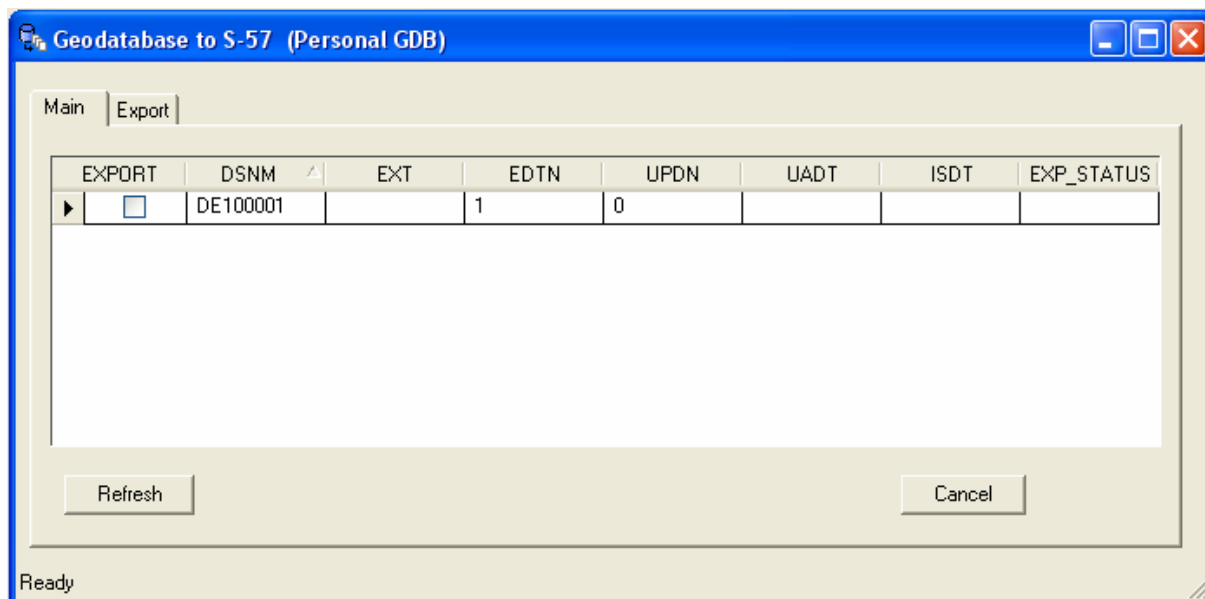 Geodatabase to S-57 (Personal GDB)
Main Export
EXPORT DSNM EXT EDTN UPDN UADT ISDT EXP_STATUS
DE100001 1 0
Refresh Cancel
Ready